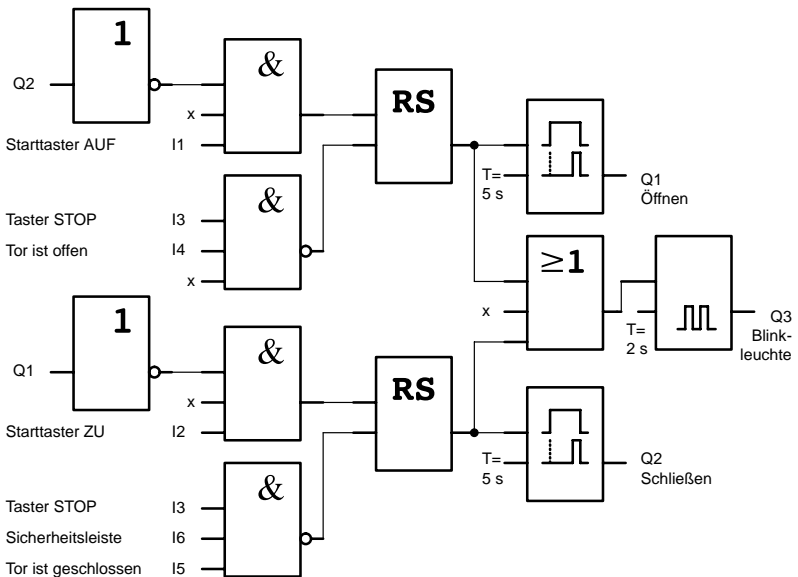 1
&
RS
Q2
x
Starttaster AUF I1
T=
5 s
Q1
Öffnen
&
Taster STOP I3
Tor ist offen I4
x
≥1
x
T=
2 s
Q3
Blink-
leuchte
1
&
RS
Q1
x
Starttaster ZU I2
T=
5 s
Q2
Schließen
&
Taster STOP I3
Sicherheitsleiste I6
Tor ist geschlossen I5